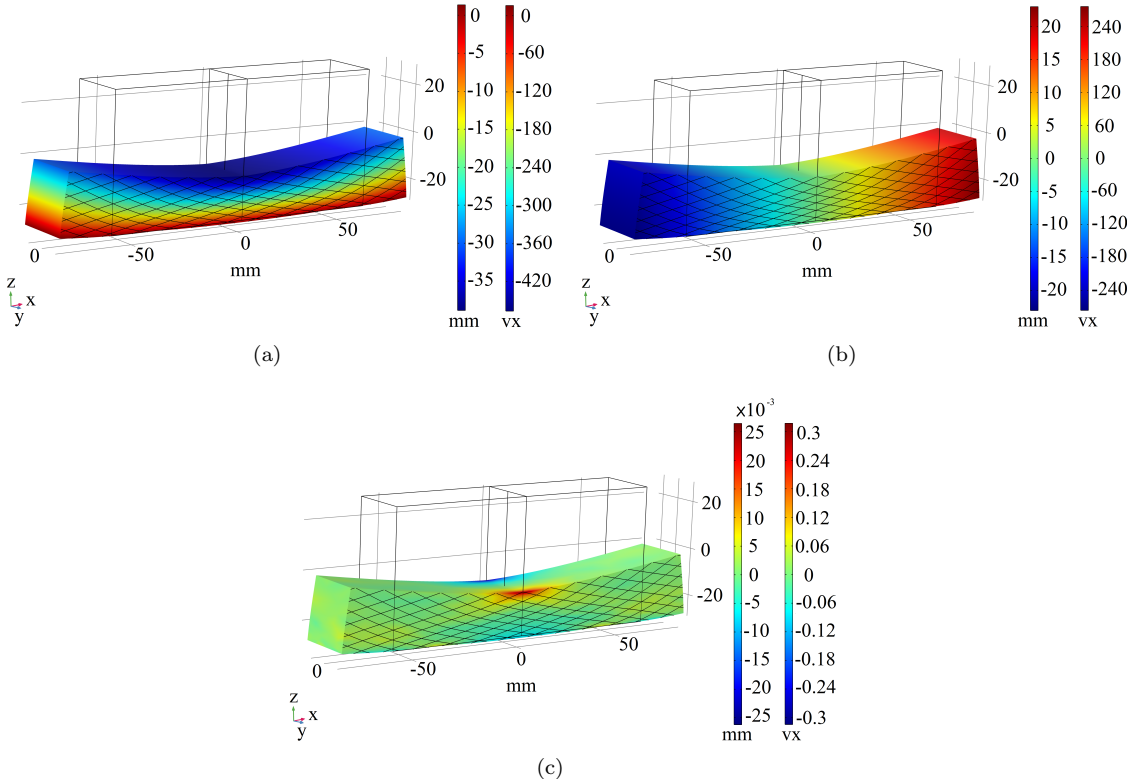 0 0
-5 -60
-10 -120
-15 -180
-20 -240
-25 -300
-30 -360
-35 -420
mm vx
20
0
-20
0 -50 0 50
mm
z
x
y
(a)
20 240
15 180
10 120
5 60
0 0
5 -60
10 -120
15 -180
-20 -240
mm vx
20
0
-20
0 -50 0 50
mm
z
x
y
(b)
×10⁻³
25 0.3
20 0.24
15 0.18
10 0.12
5 0.06
0 0
-5 -0.06
-10 -0.12
-15 -0.18
-20 -0.24
-25 -0.3
mm vx
20
0
-20
0 -50 0 50
mm
z
x
y
(c)